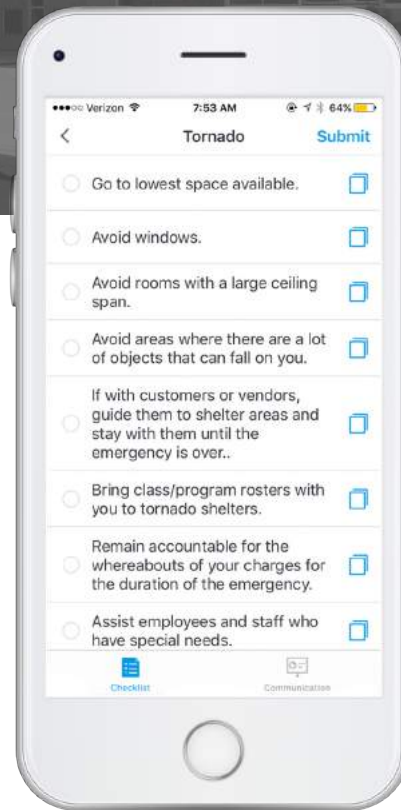 Verizon 7:53 AM 64%
Tornado Submit
Go to lowest space available.
Avoid windows.
Avoid rooms with a large ceiling
span.
Avoid areas where there are a lot
of objects that can fall on you.
If with customers or vendors,
guide them to shelter areas and
stay with them until the
emergency is over..
Bring class/program rosters with
you to tornado shelters.
Remain accountable for the
whereabouts of your charges for
the duration of the emergency.
Assist employees and staff who
have special needs.
Checklist Communication